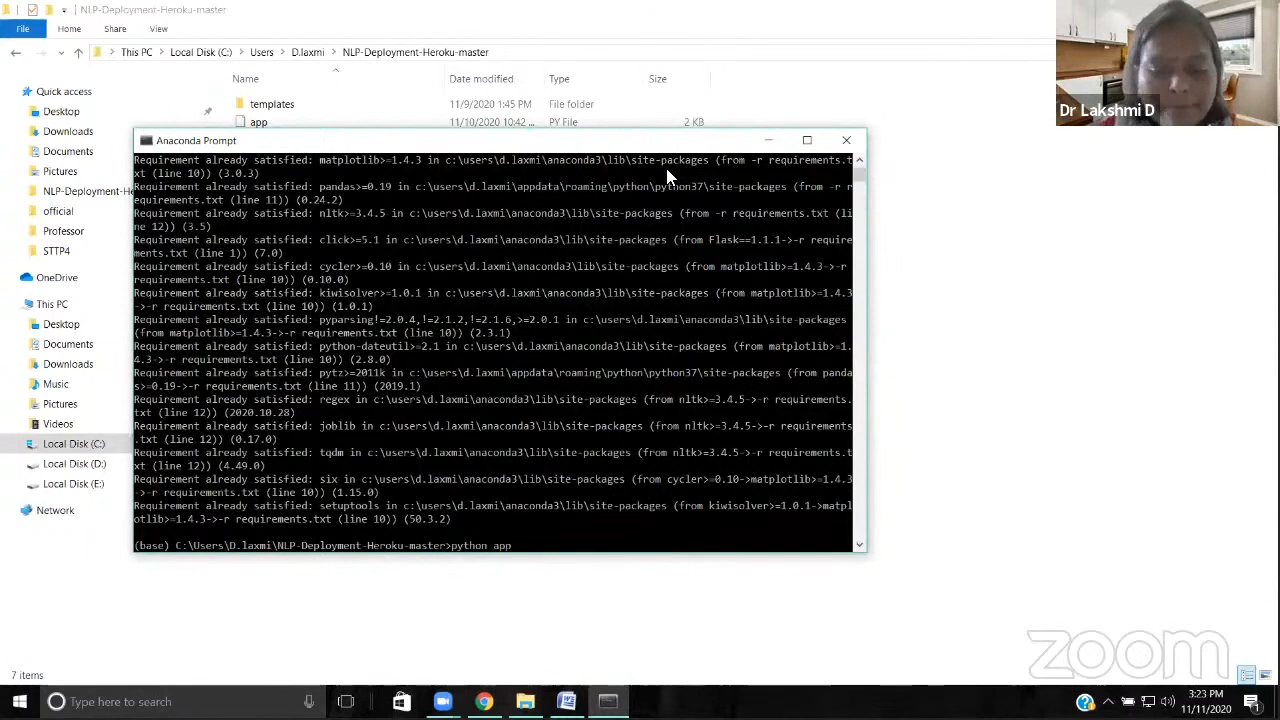 NLP-Deployment-Heroku-master
File Home Share View
This PC Local Disk (C:) Users D.laxmi NLP-Deployment-Heroku-master
Name Date modified Type Size
Quick access
Desktop
Downloads
Documents
Pictures
NLP-Deployment-He
official
Professor
STTP4
OneDrive
This PC
Desktop
Documents
Downloads
Music
Pictures
Videos
Local Disk (C:)
Local Disk (D:)
Local Disk (E:)
Network
templates 11/9/2020 1:45 PM File folder
app 11/10/2020 10:42 ... PY File 2 KB
Anaconda Prompt
Requirement already satisfied: matplotlib>=1.4.3 in c:\users\d.laxmi\anaconda3\lib\site-packages (from -r requirements.t
xt (line 10)) (3.0.3)
Requirement already satisfied: pandas>=0.19 in c:\users\d.laxmi\appdata\roaming\python\python37\site-packages (from -r r
equirements.txt (line 11)) (0.24.2)
Requirement already satisfied: nltk>=3.4.5 in c:\users\d.laxmi\anaconda3\lib\site-packages (from -r requirements.txt (li
ne 12)) (3.5)
Requirement already satisfied: click>=5.1 in c:\users\d.laxmi\anaconda3\lib\site-packages (from Flask==1.1.1->-r require
ments.txt (line 1)) (7.0)
Requirement already satisfied: cycler>=0.10 in c:\users\d.laxmi\anaconda3\lib\site-packages (from matplotlib>=1.4.3->-r
requirements.txt (line 10)) (0.10.0)
Requirement already satisfied: kiwisolver>=1.0.1 in c:\users\d.laxmi\anaconda3\lib\site-packages (from matplotlib>=1.4.3
->-r requirements.txt (line 10)) (1.0.1)
Requirement already satisfied: pyparsing!=2.0.4,!=2.1.2,!=2.1.6,>=2.0.1 in c:\users\d.laxmi\anaconda3\lib\site-packages
(from matplotlib>=1.4.3->-r requirements.txt (line 10)) (2.3.1)
Requirement already satisfied: python-dateutil>=2.1 in c:\users\d.laxmi\anaconda3\lib\site-packages (from matplotlib>=1.
4.3->-r requirements.txt (line 10)) (2.8.0)
Requirement already satisfied: pytz>=2011k in c:\users\d.laxmi\appdata\roaming\python\python37\site-packages (from panda
s>=0.19->-r requirements.txt (line 11)) (2019.1)
Requirement already satisfied: regex in c:\users\d.laxmi\anaconda3\lib\site-packages (from nltk>=3.4.5->-r requirements.
txt (line 12)) (2020.10.28)
Requirement already satisfied: joblib in c:\users\d.laxmi\anaconda3\lib\site-packages (from nltk>=3.4.5->-r requirements
.txt (line 12)) (0.17.0)
Requirement already satisfied: tqdm in c:\users\d.laxmi\anaconda3\lib\site-packages (from nltk>=3.4.5->-r requirements.t
xt (line 12)) (4.49.0)
Requirement already satisfied: six in c:\users\d.laxmi\anaconda3\lib\site-packages (from cycler>=0.10->matplotlib>=1.4.3
->-r requirements.txt (line 10)) (1.15.0)
Requirement already satisfied: setuptools in c:\users\d.laxmi\anaconda3\lib\site-packages (from kiwisolver>=1.0.1->matpl
otlib>=1.4.3->-r requirements.txt (line 10)) (50.3.2)
(base) C:\Users\D.laxmi\NLP-Deployment-Heroku-master>python app
Dr Lakshmi D
zoom
7 items
Type here to search
3:23 PM
11/11/2020
1